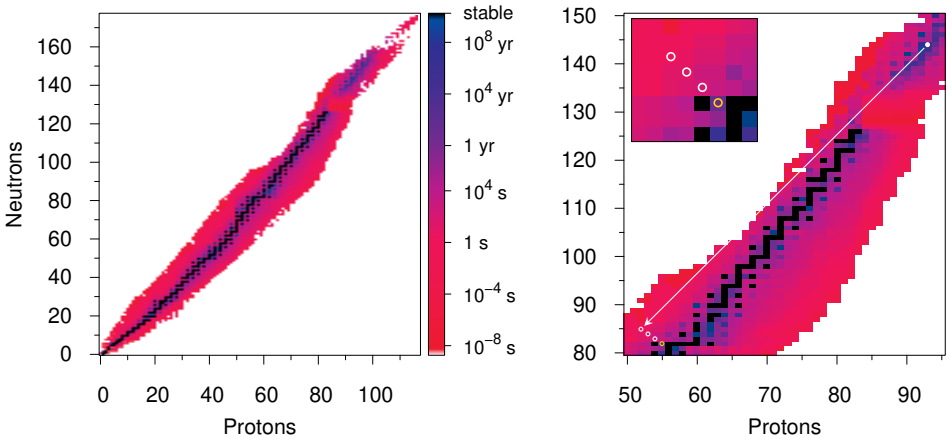 160
140
120
100
80
60
40
20
0
Neutrons
0 20 40 60 80 100
Protons
stable
10⁸ yr
10⁴ yr
1 yr
10⁴ s
1 s
10⁻⁴ s
10⁻⁸ s
150
140
130
120
110
100
90
80
50 60 70 80 90
Protons